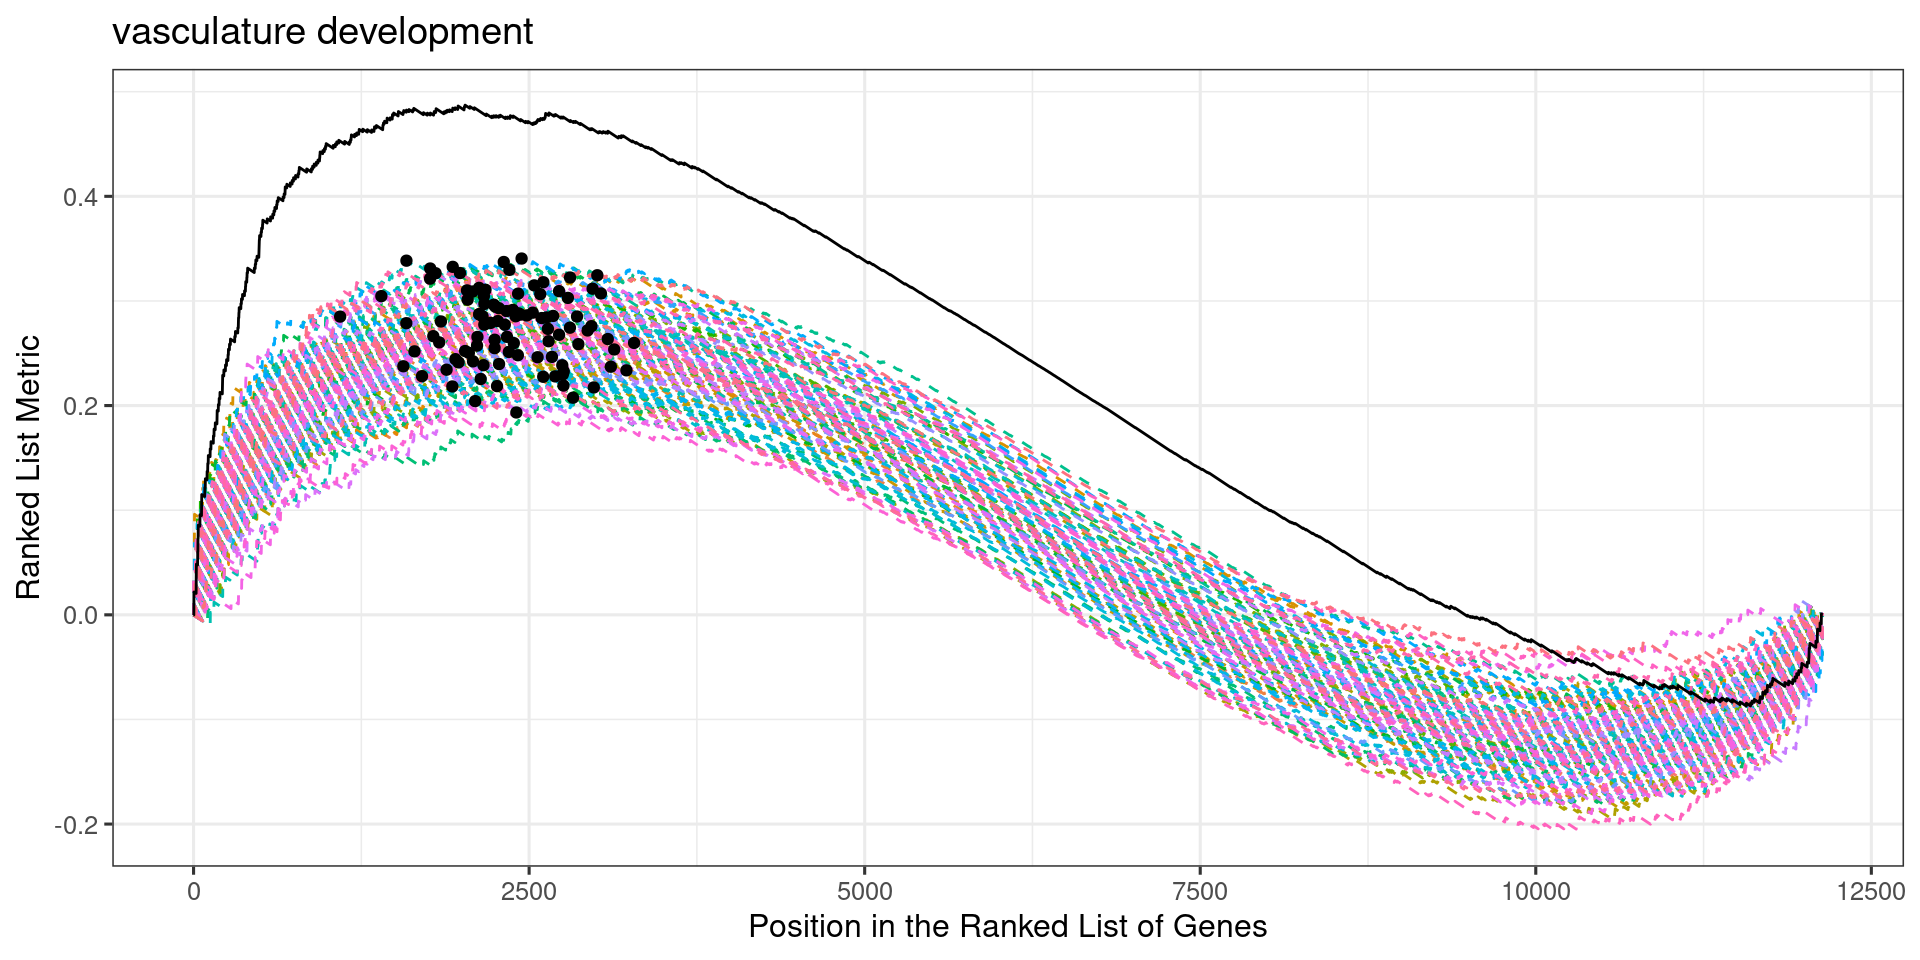 vasculature development
Ranked List Metric
0.4
0.2
0.0
-0.2
0 2500 5000 7500 10000 12500
Position in the Ranked List of Genes